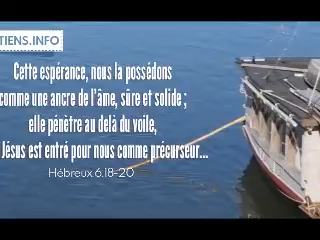 TIENS.INFO
Cette espérance, nous la possédons
comme une ancre de l'âme, sûre et solide ;
elle pénètre au delà du voile,
Jésus est entré pour nous comme précurseur...
Hébreux 6.18-20